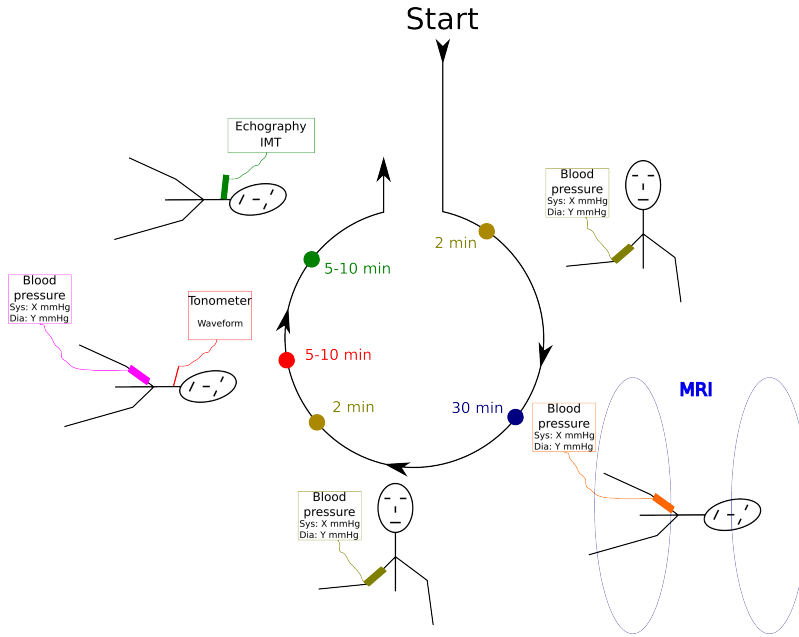 Start
Echography
IMT
Blood
pressure
Sys: X mmHg
Dia: Y mmHg
2 min
5-10 min
Blood
pressure
Sys: X mmHg
Dia: Y mmHg
Tonometer
Waveform
5-10 min
MRI
2 min
30 min
Blood
pressure
Sys: X mmHg
Dia: Y mmHg
Blood
pressure
Sys: X mmHg
Dia: Y mmHg